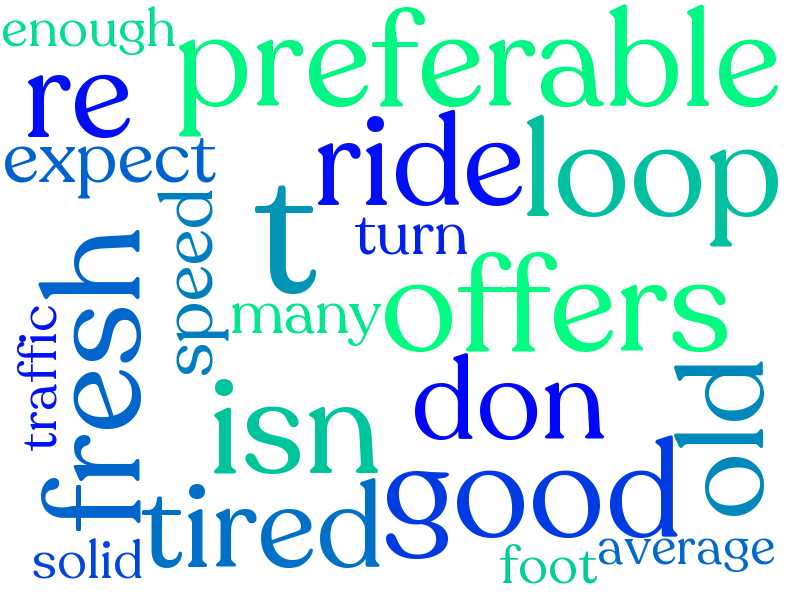 enough
preferable
re
ride
loop
expect
t
turn
speed
fresh
many
offers
traffic
isn
don
old
tired
good
solid
foot
average